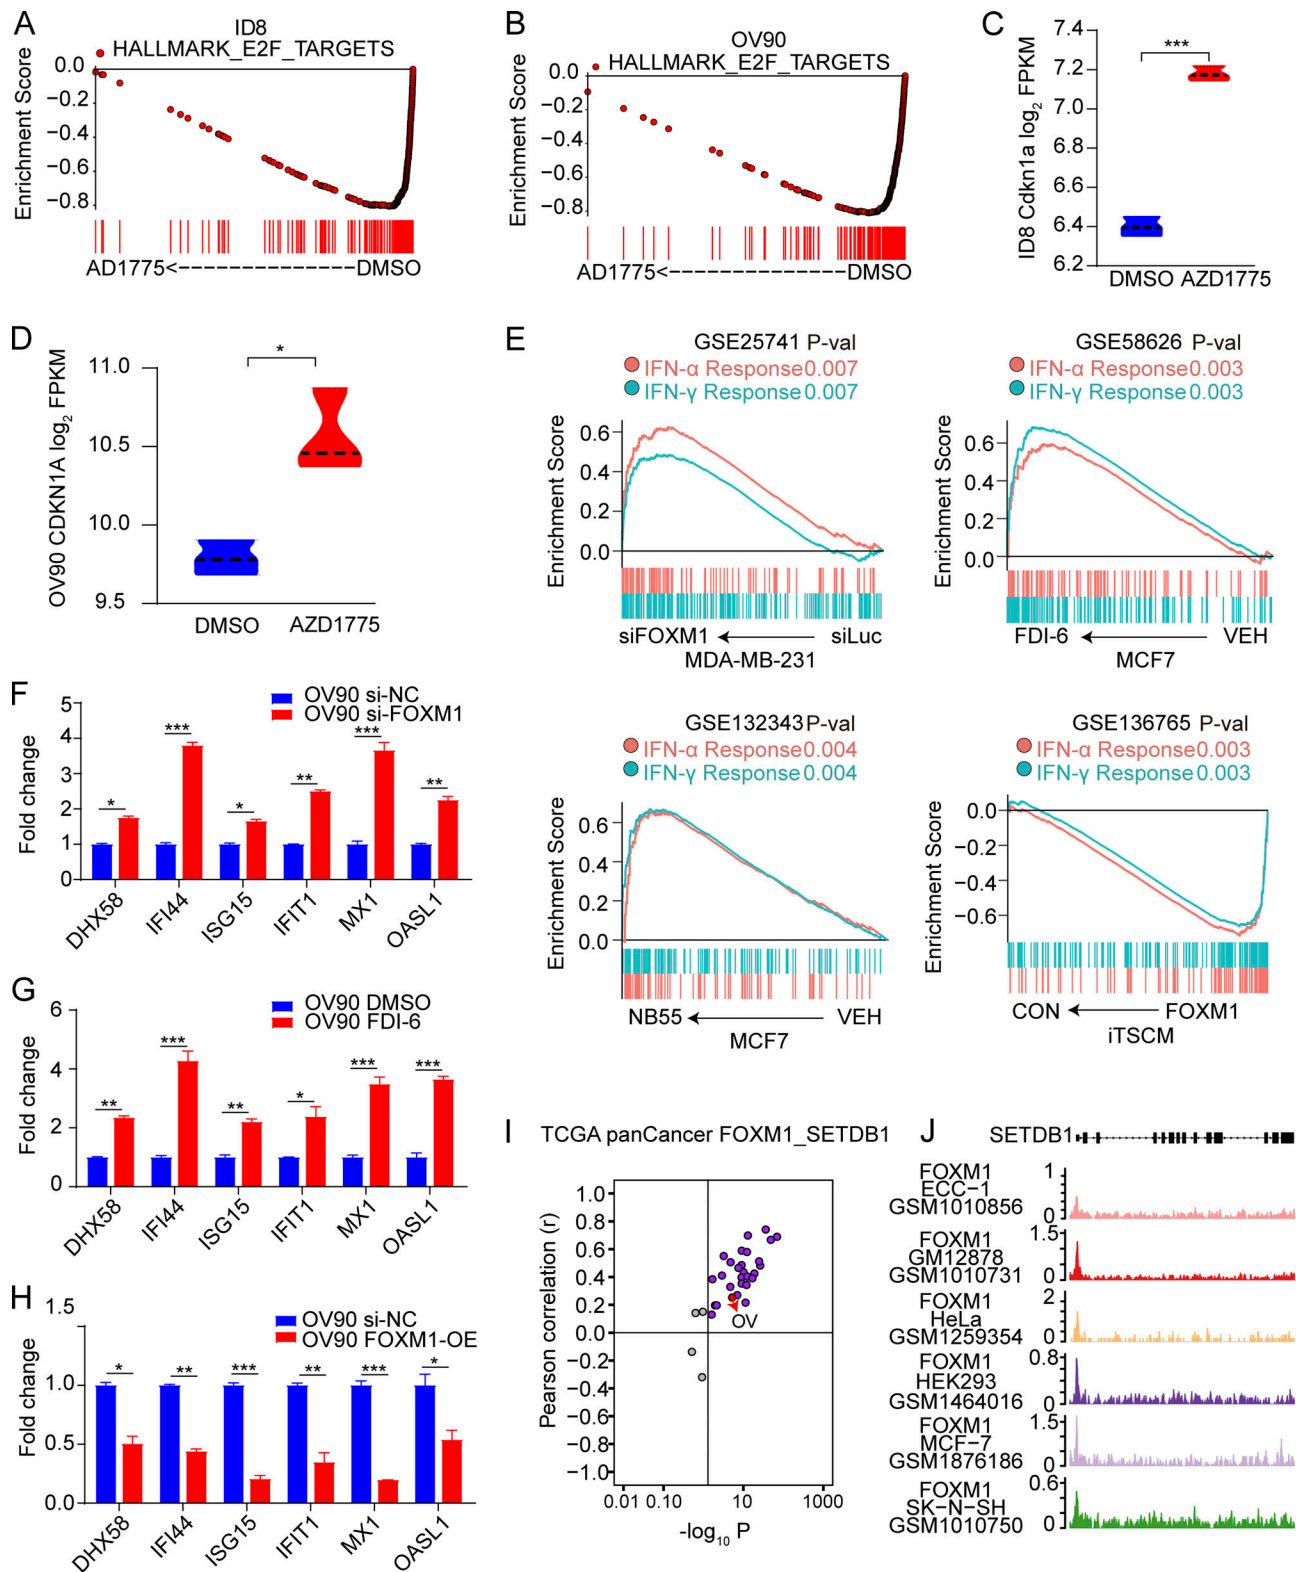 A
ID8
HALLMARK_E2F_TARGETS
Enrichment Score
0.0
−0.2
−0.4
−0.6
−0.8
AD1775<--------------------DMSO
B
OV90
HALLMARK_E2F_TARGETS
Enrichment Score
0.0
−0.2
−0.4
−0.6
−0.8
AD1775<--------------------DMSO
C
ID8 Cdkn1a log2 FPKM
7.4
7.2
7.0
6.8
6.6
6.4
6.2
***
DMSO AZD1775
D
OV90 CDKN1A log2 FPKM
11.0
10.5
10.0
9.5
*
DMSO AZD1775
E
GSE25741 P-val
IFN-α Response 0.007
IFN-γ Response 0.007
Enrichment Score
0.6
0.4
0.2
0.0
siFOXM1 siLuc
MDA-MB-231
GSE58626 P-val
IFN-α Response 0.003
IFN-γ Response 0.003
Enrichment Score
0.6
0.4
0.2
0.0
FDI-6 VEH
MCF7
GSE132343 P-val
IFN-α Response 0.004
IFN-γ Response 0.004
Enrichment Score
0.6
0.4
0.2
0.0
NB55 VEH
MCF7
GSE136765 P-val
IFN-α Response 0.003
IFN-γ Response 0.003
Enrichment Score
0.0
−0.2
−0.4
−0.6
CON FOXM1
iTSCM
F
OV90 si-NC
OV90 si-FOXM1
Fold change
5
4
3
2
1
0
* *** * ** *** **
DHX58 IFI44 ISG15 IFIT1 MX1 OASL1
G
OV90 DMSO
OV90 FDI-6
Fold change
6
4
2
0
** *** ** * *** ***
DHX58 IFI44 ISG15 IFIT1 MX1 OASL1
H
OV90 si-NC
OV90 FOXM1-OE
Fold change
1.5
1.0
0.5
0.0
* ** *** ** *** *
DHX58 IFI44 ISG15 IFIT1 MX1 OASL1
I
TCGA panCancer FOXM1_SETDB1
Pearson correlation (r)
1.0
0.8
0.6
0.4
0.2
0.0
−0.2
−0.4
−0.6
−0.8
−1.0
OV
0.01 0.10 10 1000
-log10 P
J
SETDB1
FOXM1
ECC-1
GSM1010856
1
0
FOXM1
GM12878
GSM1010731
1.5
0
FOXM1
HeLa
GSM1259354
2
1
0
FOXM1
HEK293
GSM1464016
0.8
0
FOXM1
MCF−7
GSM1876186
1.5
0
FOXM1
SK−N−SH
GSM1010750
0.6
0